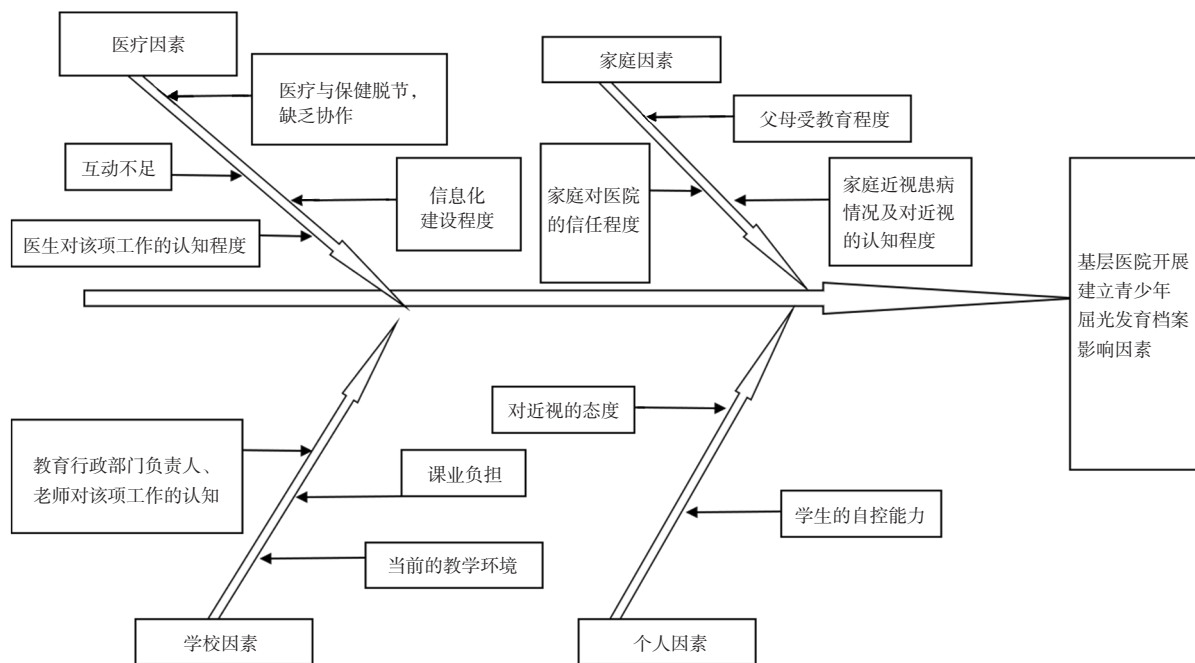 医疗因素
医疗与保健脱节，
缺乏协作
互动不足
信息化
建设程度
医生对该项工作的认知程度
家庭因素
父母受教育程度
家庭对医院
的信任程度
家庭近视患病
情况及对近视
的认知程度
基层医院开展
建立青少年
屈光发育档案
影响因素
教育行政部门负责人、
老师对该项工作的认知
课业负担
当前的教学环境
学校因素
对近视的态度
学生的自控能力
个人因素